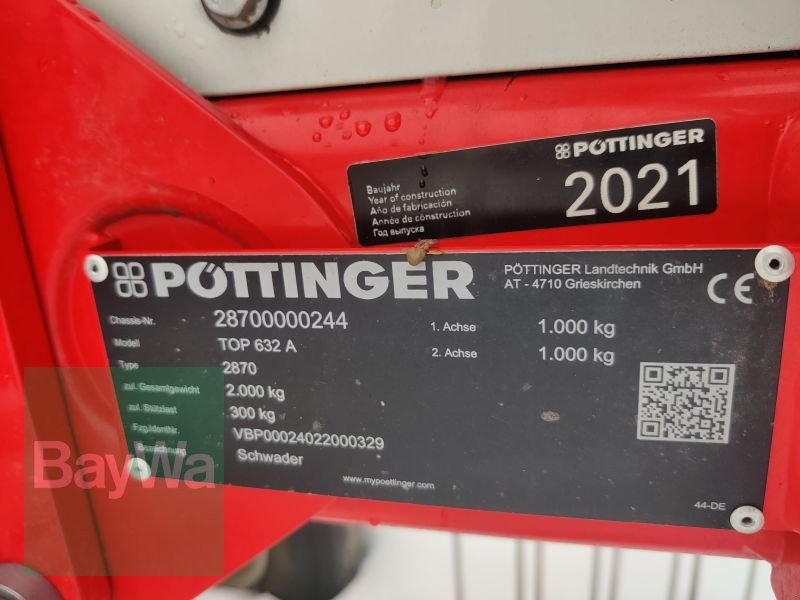 PÖTTINGER
2021
Baujahr
Year of construction
Año de fabricación
Année de construction
Год выпуска
PÖTTINGER
PÖTTINGER Landtechnik GmbH
AT - 4710 Grieskirchen
CE
Chassis-Nr. 28700000244
1. Achse 1.000 kg
Modell TOP 632 A
2. Achse 1.000 kg
Type 2870
zul. Gesamtgewicht 2.000 kg
zul. Stützlast 300 kg
Fzg.Identnr. VBP00024022000329
Bezeichnung Schwader
www.mypoettinger.com
44-DE
BayWa